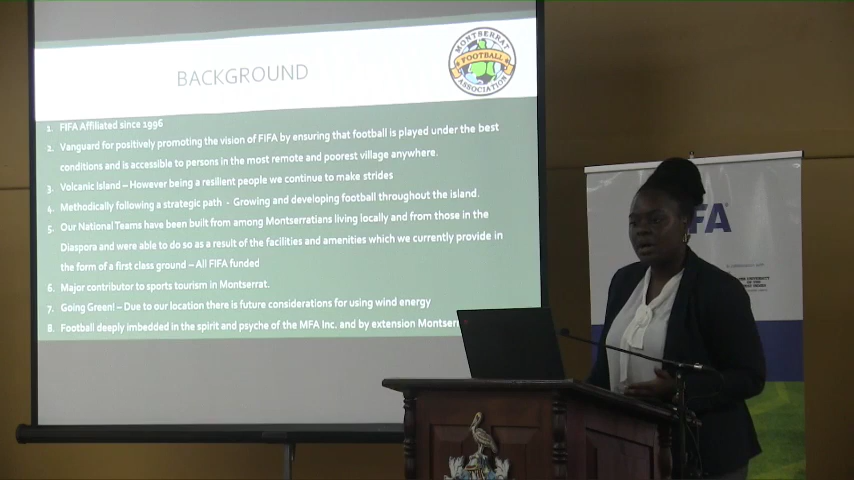 BACKGROUND
MONTSERRAT
FOOTBALL
ASSOCIATION
1. FIFA Affiliated since 1996
2. Vanguard for positively promoting the vision of FIFA by ensuring that football is played under the best
conditions and is accessible to persons in the most remote and poorest village anywhere.
3. Volcanic Island – However being a resilient people we continue to make strides
4. Methodically following a strategic path - Growing and developing football throughout the island.
5. Our National Teams have been built from among Montserratians living locally and from those in the
Diaspora and were able to do so as a result of the facilities and amenities which we currently provide in
the form of a first class ground – All FIFA funded
6. Major contributor to sports tourism in Montserrat.
7. Going Green! – Due to our location there is future considerations for using wind energy
8. Football deeply imbedded in the spirit and psyche of the MFA Inc. and by extension Montser
FA